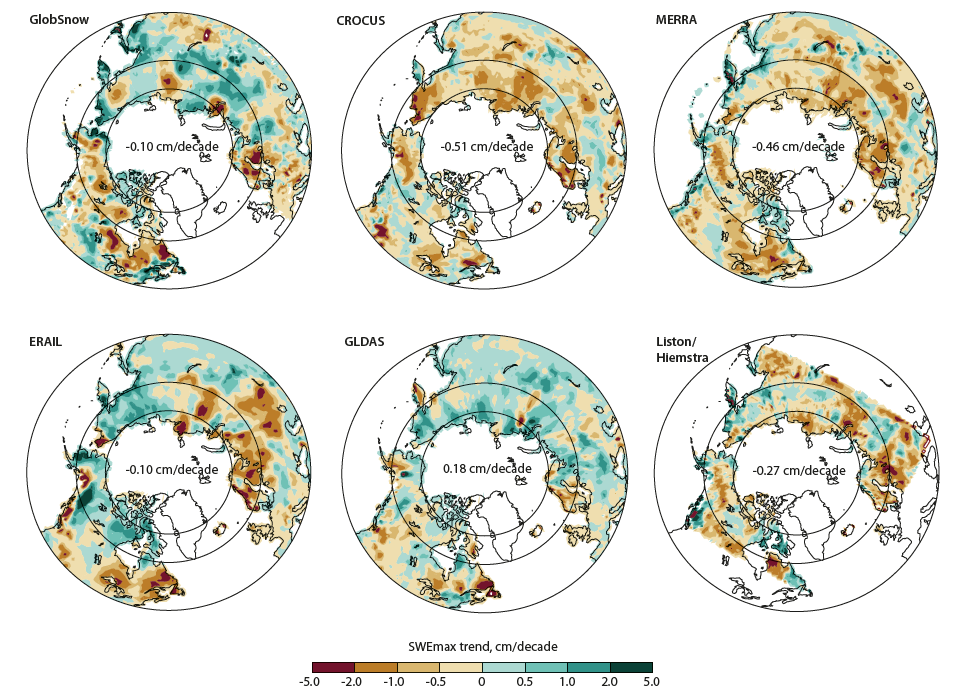 GlobSnow
CROCUS
MERRA
-0.10 cm/decade
-0.51 cm/decade
-0.46 cm/decade
ERAIL
GLDAS
Liston/
Hiemstra
-0.10 cm/decade
0.18 cm/decade
-0.27 cm/decade
SWEmax trend, cm/decade
-5.0 -2.0 -1.0 -0.5 0 0.5 1.0 2.0 5.0